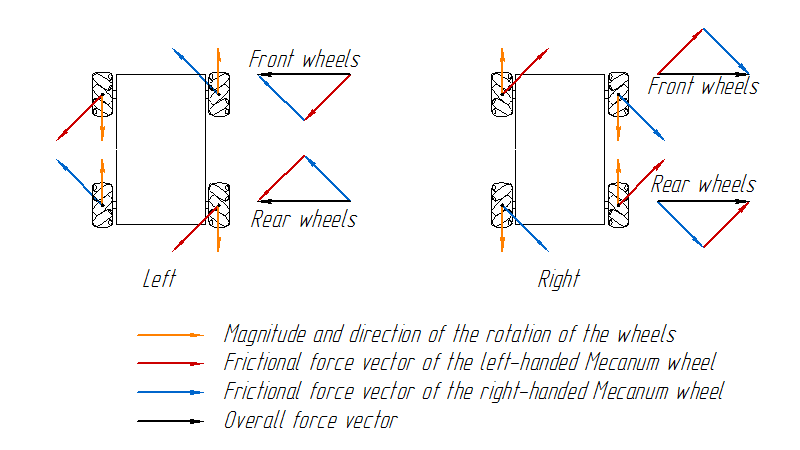 Front wheels
Front wheels
Rear wheels
Rear wheels
Left
Right
Magnitude and direction of the rotation of the wheels
Frictional force vector of the left-handed Mecanum wheel
Frictional force vector of the right-handed Mecanum wheel
Overall force vector